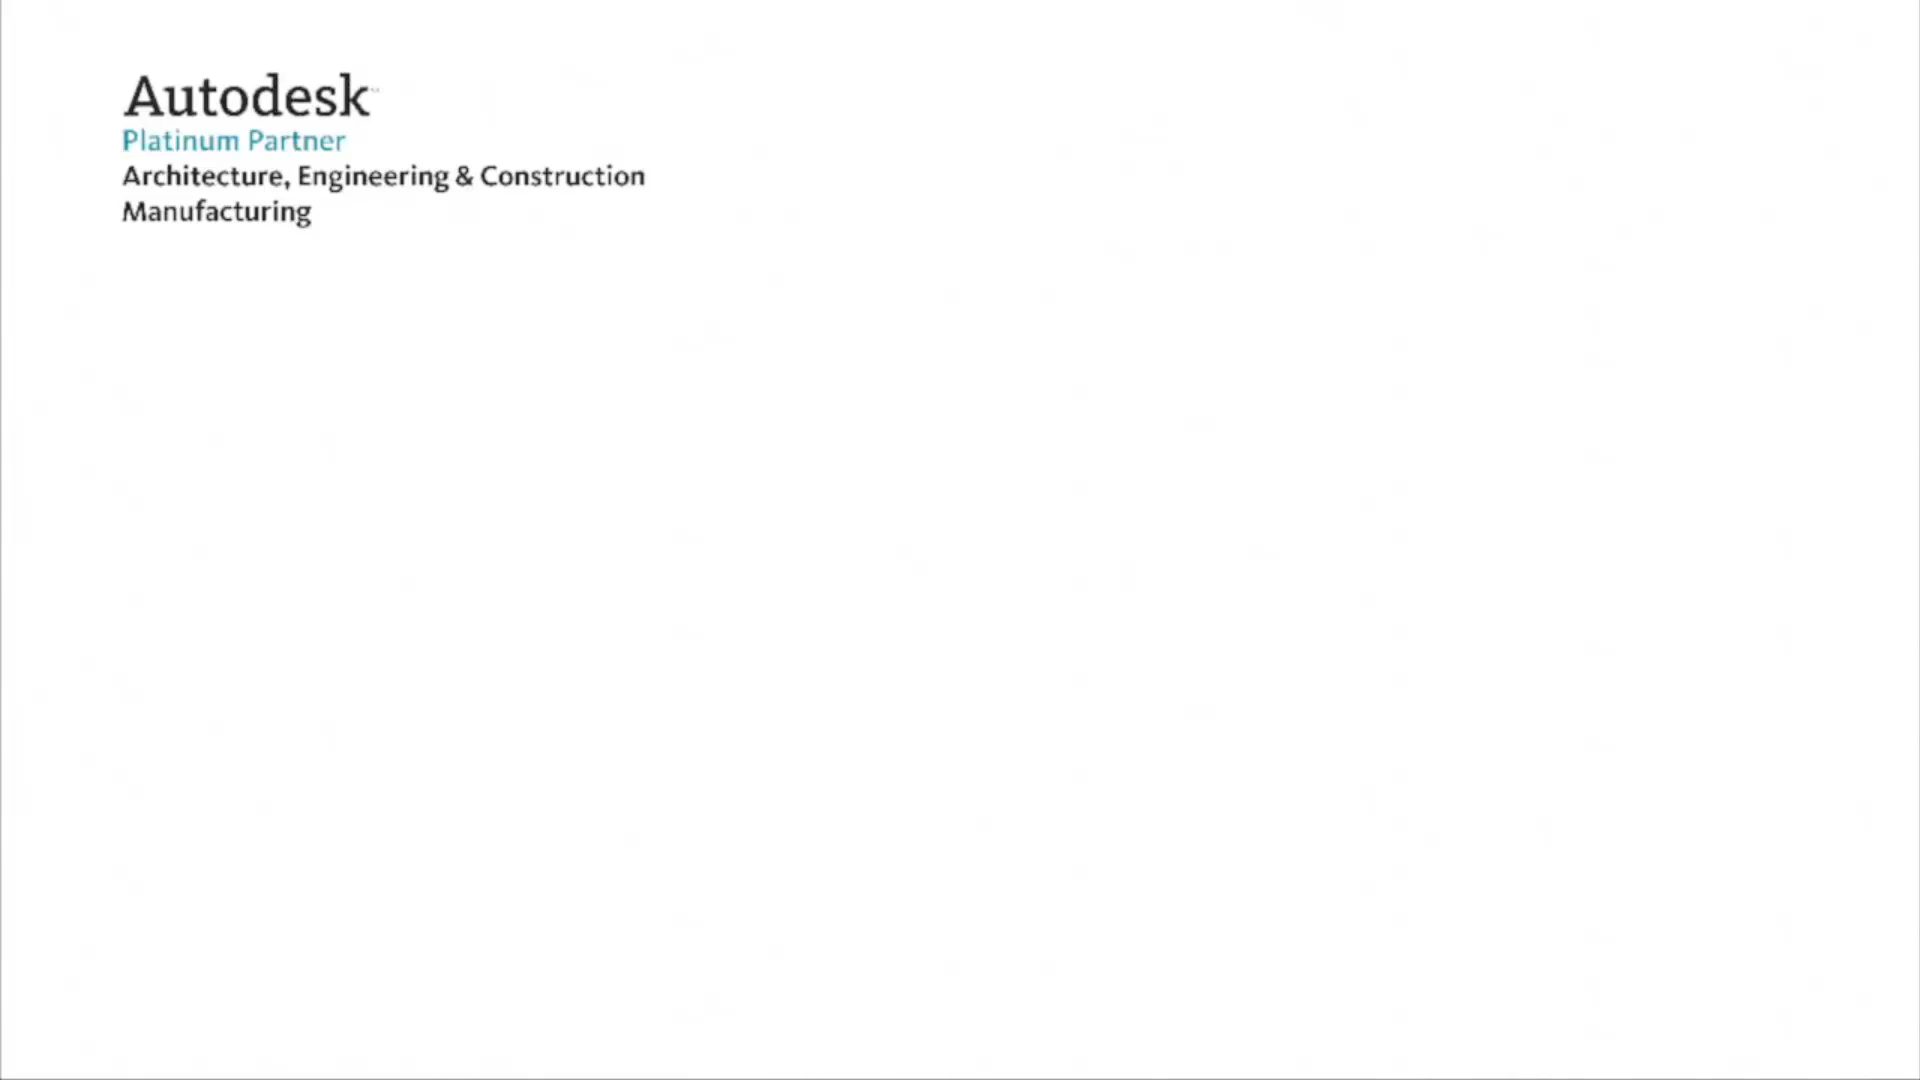 Autodesk
Platinum Partner
Architecture, Engineering & Construction
Manufacturing